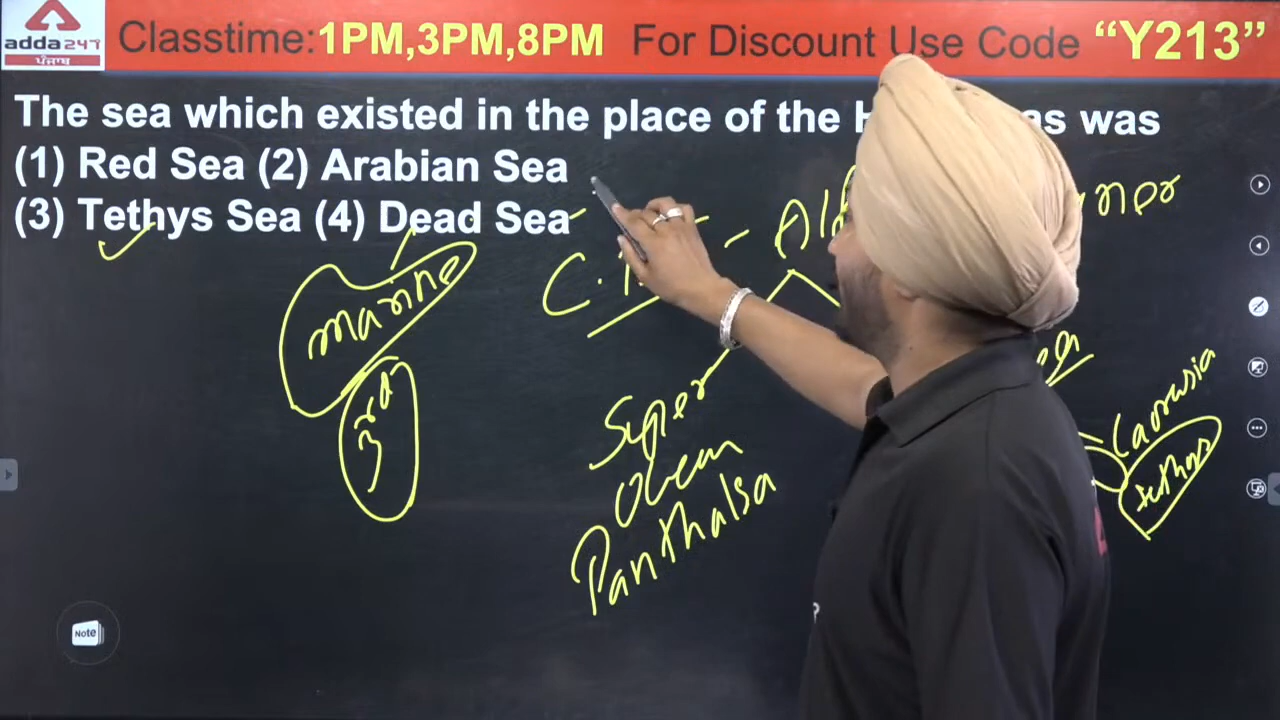 adda247
ਪੰਜਾਬ
Classtime:1PM,3PM,8PM For Discount Use Code “Y213”
The sea which existed in the place of the H as was
(1) Red Sea (2) Arabian Sea
(3) Tethys Sea (4) Dead Sea
marine
3rd
Super
Panthalsa
Laurasia
tethys
Note